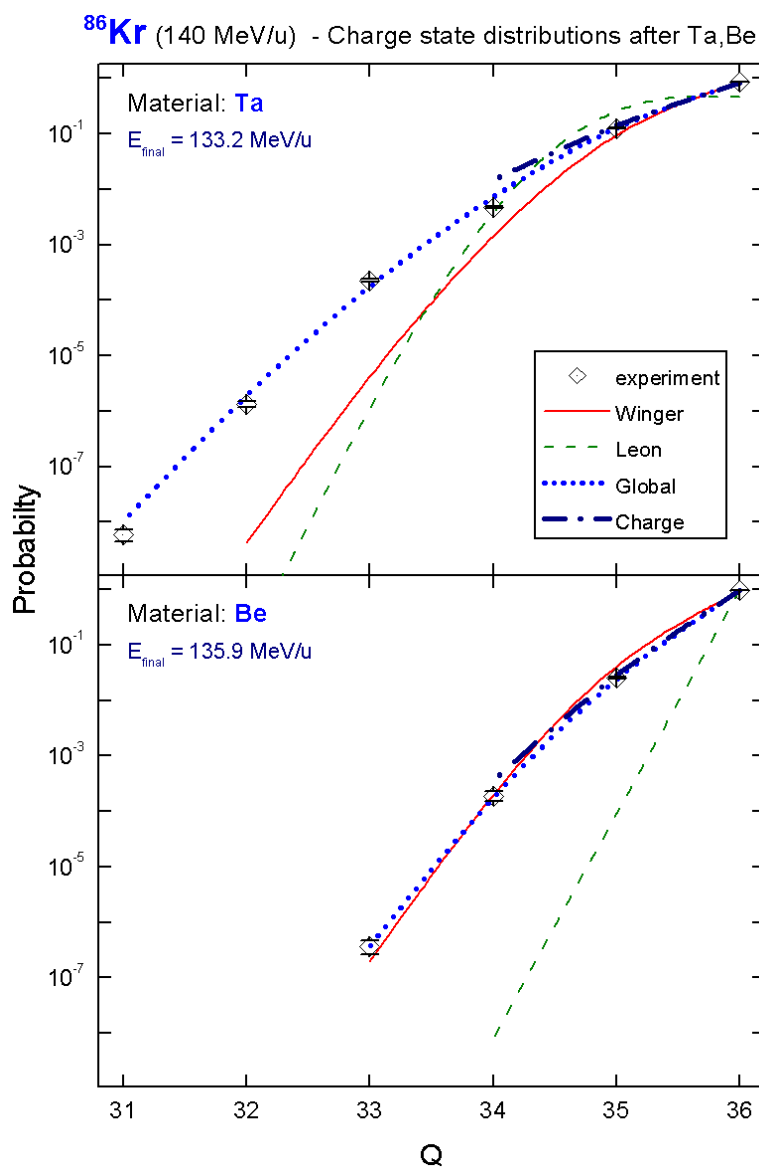 ⁸⁶Kr (140 MeV/u) - Charge state distributions after Ta,Be
Material: Ta
E_final = 133.2 MeV/u
10⁻¹
10⁻³
10⁻⁵
10⁻⁷
experiment
Winger
Leon
Global
Charge
Probabilty
Material: Be
E_final = 135.9 MeV/u
10⁻¹
10⁻³
10⁻⁵
10⁻⁷
31 32 33 34 35 36
Q